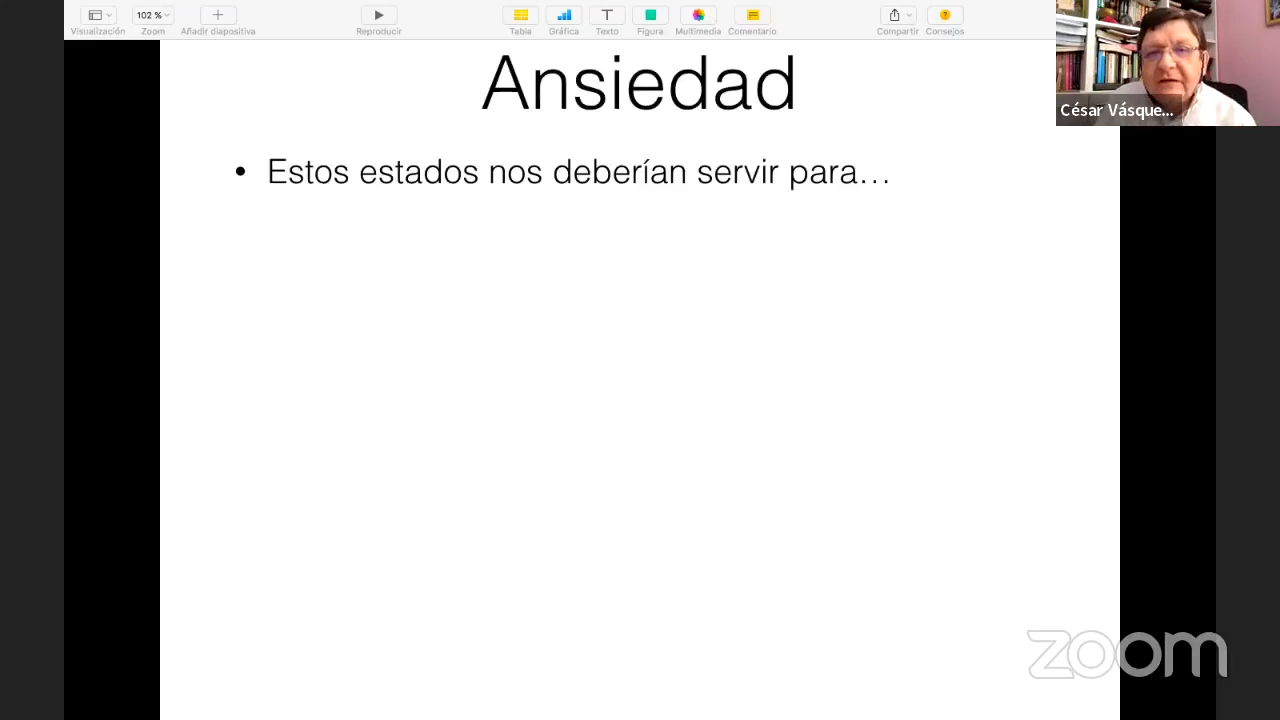 102 %
Visualización
Zoom
Añadir diapositiva
Reproducir
Tabla
Gráfica
Texto
Figura
Multimedia
Comentario
Compartir
Consejos
César Vásque...
Ansiedad
• Estos estados nos deberían servir para…
zoom